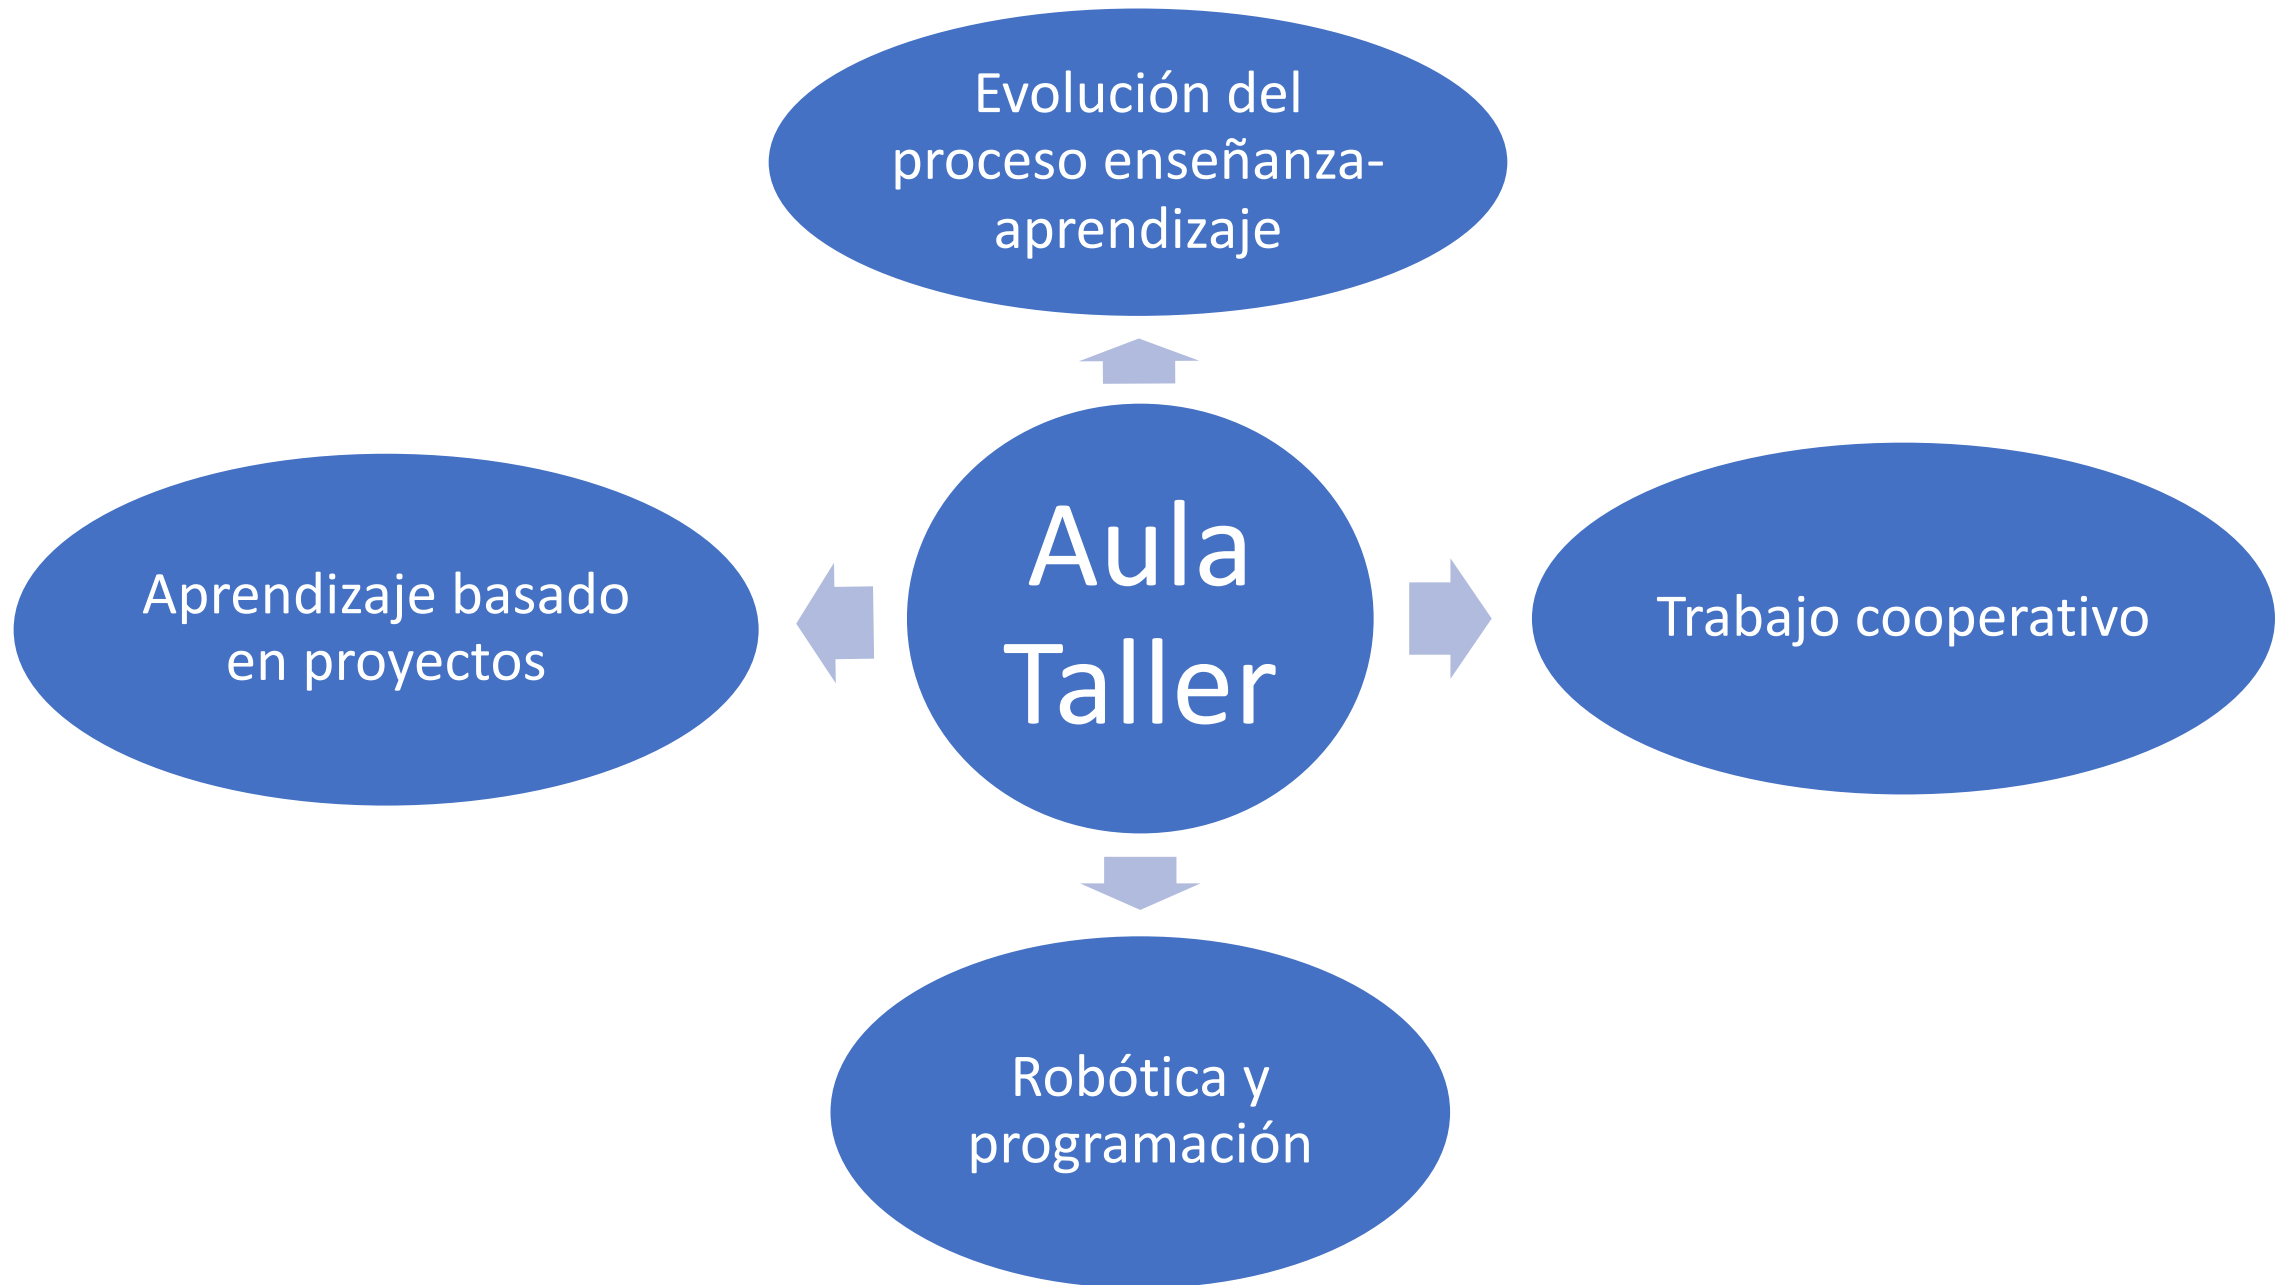 Evolución del
proceso enseñanza-
aprendizaje
Aprendizaje basado
en proyectos
Aula
Taller
Trabajo cooperativo
Robótica y
programación